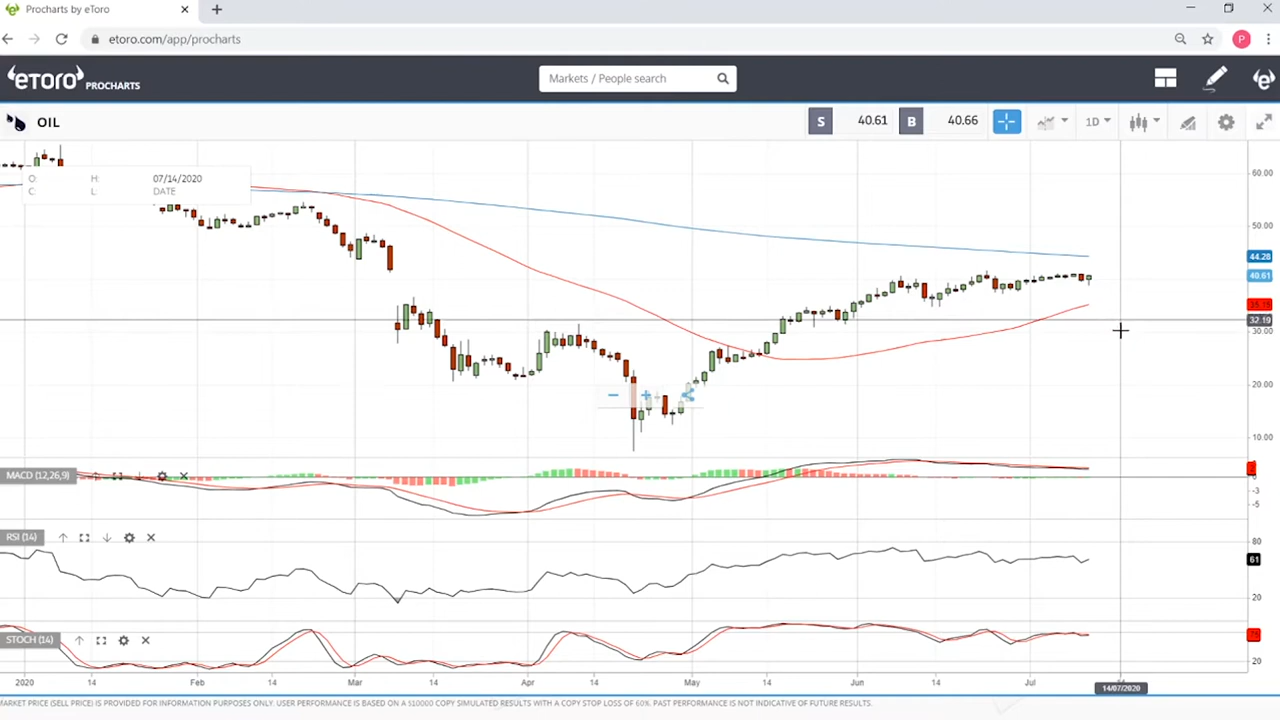 Procharts by eToro
etoro.com/app/procharts
P
eTORO PROCHARTS
Markets / People search
OIL
S 40.61 B 40.66
1D
O: H: 07/14/2020
C: L: DATE
60.00
50.00
44.28
40.61
32.19
30.00
20.00
10.00
MACD (12,26,9)
0
-3
-5
RSI (14)
80
61
20
STOCH (14)
20
2020 14 Feb Mar 14 Apr 14 May 14 Jun 14 Jul
14/07/2020
MARKET PRICE (SELL PRICE) IS PROVIDED FOR INFORMATION PURPOSES ONLY. USER PERFORMANCE IS BASED ON A $10000 COPY SIMULATED RESULTS WITH A COPY STOP LOSS OF 60%. PAST PERFORMANCE IS NOT INDICATIVE OF FUTURE RESULTS.